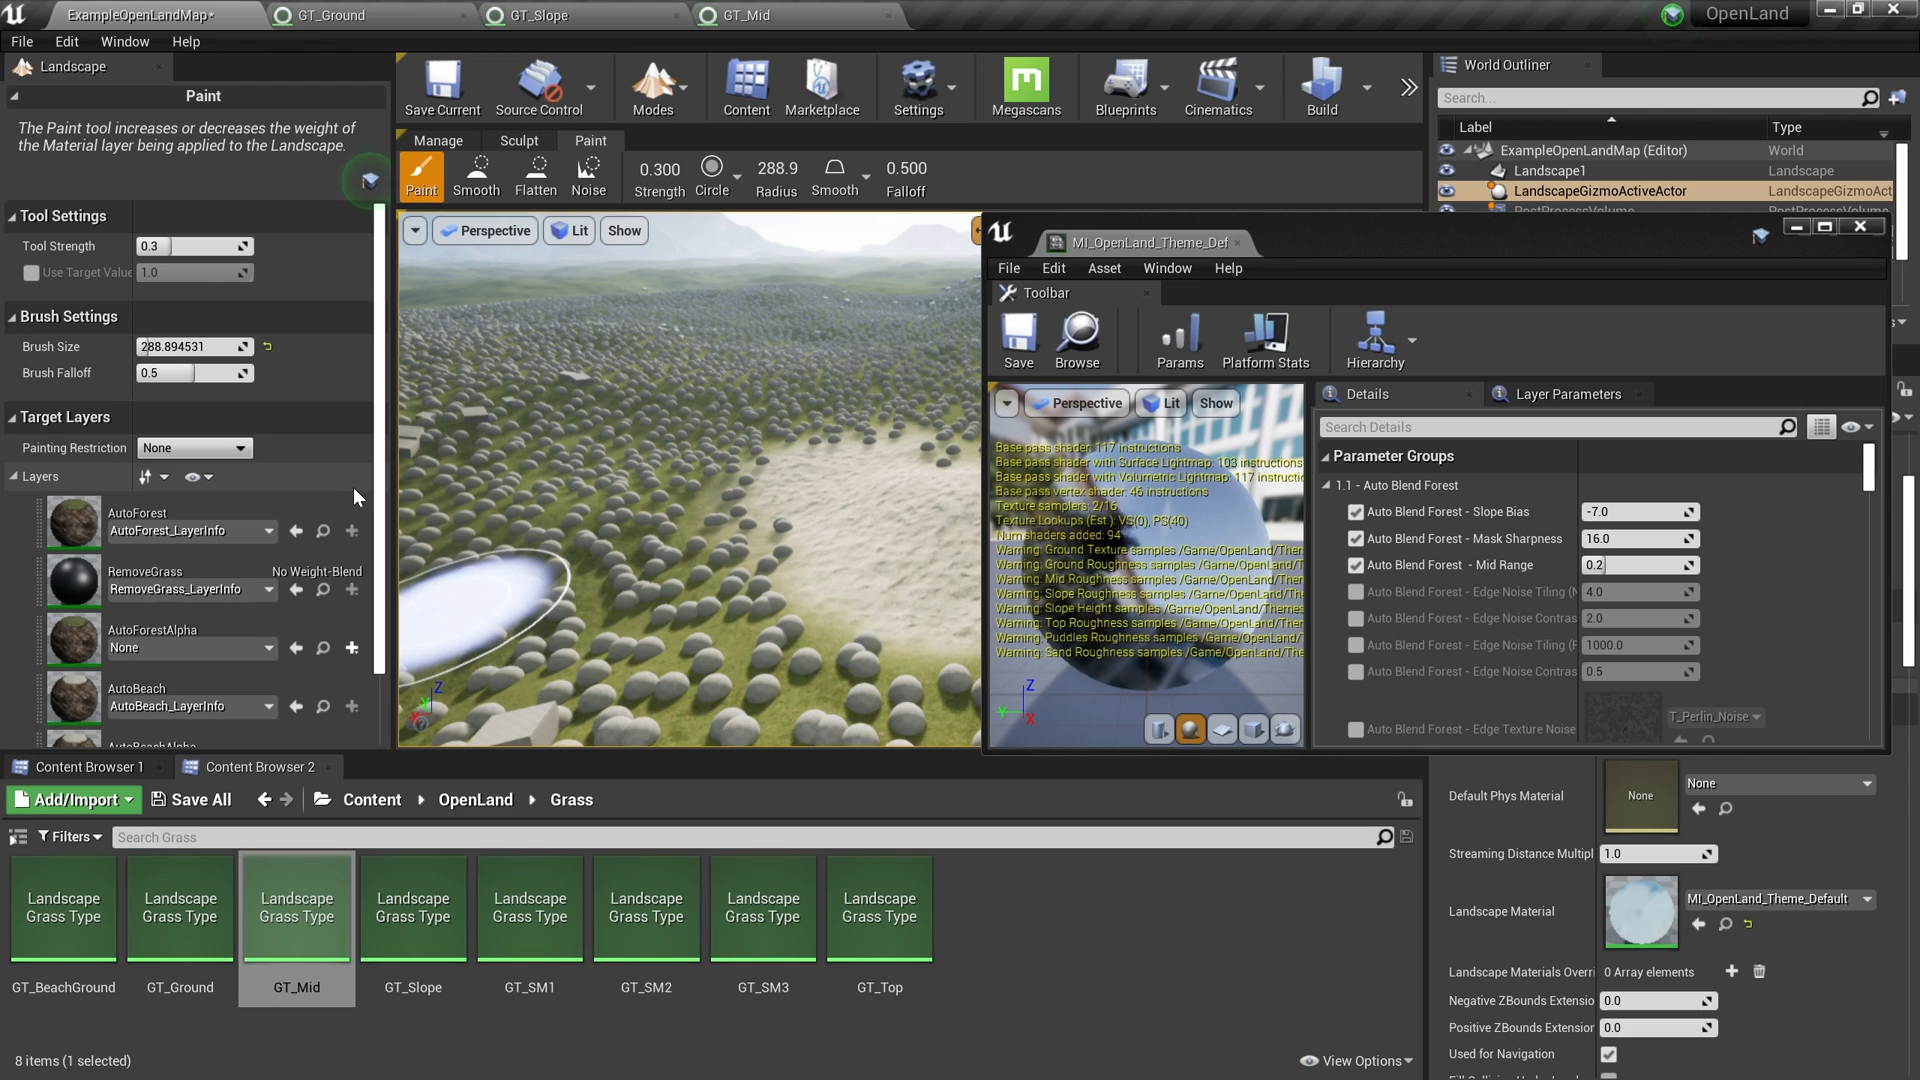 ExampleOpenLandMap*
GT_Ground
GT_Slope
GT_Mid
OpenLand
File Edit Window Help
Landscape
Paint
The Paint tool increases or decreases the weight of
the Material layer being applied to the Landscape.
Tool Settings
Tool Strength 0.3
Use Target Value 1.0
Brush Settings
Brush Size 288.894531
Brush Falloff 0.5
Target Layers
Painting Restriction None
Layers
AutoForest
AutoForest_LayerInfo
RemoveGrass No Weight-Blend
RemoveGrass_LayerInfo
AutoForestAlpha
None
AutoBeach
AutoBeach_LayerInfo
AutoBeachAlpha
Save Current Source Control Modes Content Marketplace Settings Megascans Blueprints Cinematics Build
Manage Sculpt Paint
Paint Smooth Flatten Noise
0.300
Strength
Circle
288.9
Radius
Smooth
0.500
Falloff
Perspective Lit Show
Z
World Outliner
Search...
Label Type
ExampleOpenLandMap (Editor) World
Landscape1 Landscape
LandscapeGizmoActiveActor LandscapeGizmoAct
PostProcessVolume PostProcessVolume
MI_OpenLand_Theme_Def
File Edit Asset Window Help
Toolbar
Save Browse Params Platform Stats Hierarchy
Perspective Lit Show
Base pass shader: 117 instructions
Base pass shader with Surface Lightmap: 103 instructions
Base pass shader with Volumetric Lightmap: 117 instructio
Base pass vertex shader: 46 instructions
Texture samplers: 2/16
Texture Lookups (Est.): VS(0), PS(40)
Num shaders added: 94
Warning: Ground Texture samples /Game/OpenLand/Them
Warning: Ground Roughness samples /Game/OpenLand/
Warning: Mid Roughness samples /Game/OpenLand/The
Warning: Slope Roughness samples /Game/OpenLand/Th
Warning: Slope Height samples /Game/OpenLand/Themes
Warning: Top Roughness samples /Game/OpenLand/The
Warning: Puddles Roughness samples /Game/OpenLand/T
Warning: Sand Roughness samples /Game/OpenLand/The
Z
Y
X
Details
Layer Parameters
Search Details
Parameter Groups
1.1 - Auto Blend Forest
Auto Blend Forest - Slope Bias -7.0
Auto Blend Forest - Mask Sharpness 16.0
Auto Blend Forest - Mid Range 0.2
Auto Blend Forest - Edge Noise Tiling (N 4.0
Auto Blend Forest - Edge Noise Contras 2.0
Auto Blend Forest - Edge Noise Tiling (F 1000.0
Auto Blend Forest - Edge Noise Contras 0.5
Auto Blend Forest - Edge Texture Noise
T_Perlin_Noise
Content Browser 1
Content Browser 2
Add/Import Save All Content OpenLand Grass
Filters Search Grass
Landscape
Grass Type
Landscape
Grass Type
Landscape
Grass Type
Landscape
Grass Type
Landscape
Grass Type
Landscape
Grass Type
Landscape
Grass Type
Landscape
Grass Type
GT_BeachGround GT_Ground GT_Mid GT_Slope GT_SM1 GT_SM2 GT_SM3 GT_Top
8 items (1 selected)
View Options
Default Phys Material None None
Streaming Distance Multipl 1.0
Landscape Material MI_OpenLand_Theme_Default
Landscape Materials Overri 0 Array elements
Negative ZBounds Extensio 0.0
Positive ZBounds Extension 0.0
Used for Navigation